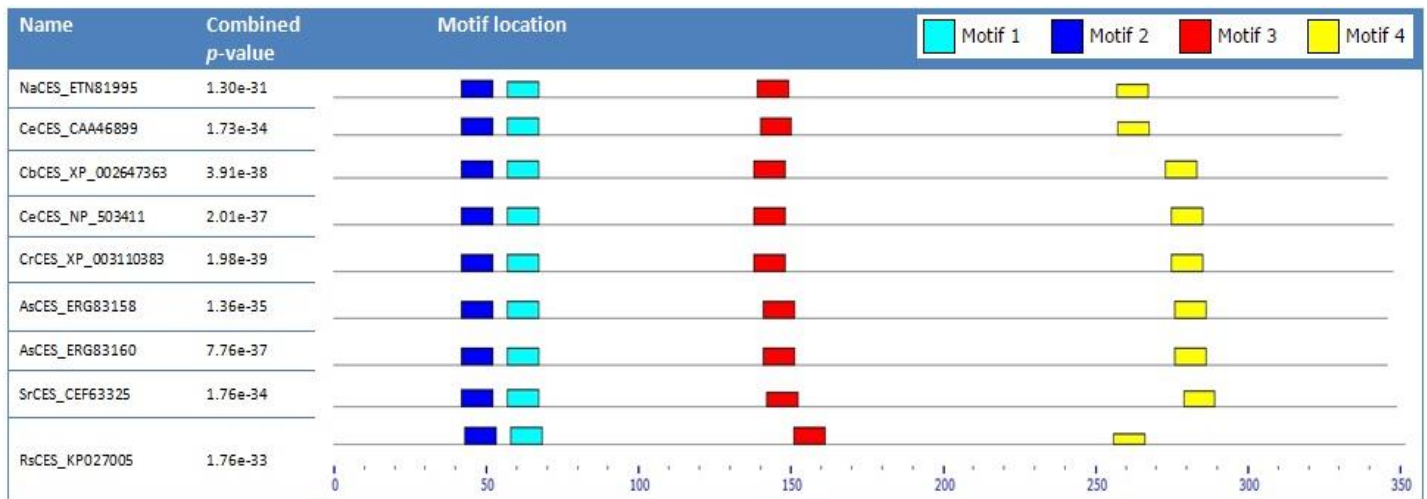 Name Combined p-value Motif location
Motif 1 Motif 2 Motif 3 Motif 4
NaCES_ETN81995 1.30e-31
CeCES_CAA46899 1.73e-34
CbCES_XP_002647363 3.91e-38
CeCES_NP_503411 2.01e-37
CrCES_XP_003110383 1.98e-39
AsCES_ERG83158 1.36e-35
AsCES_ERG83160 7.76e-37
SrCES_CEF63325 1.76e-34
RsCES_KP027005 1.76e-33
0 50 100 150 200 250 300 350